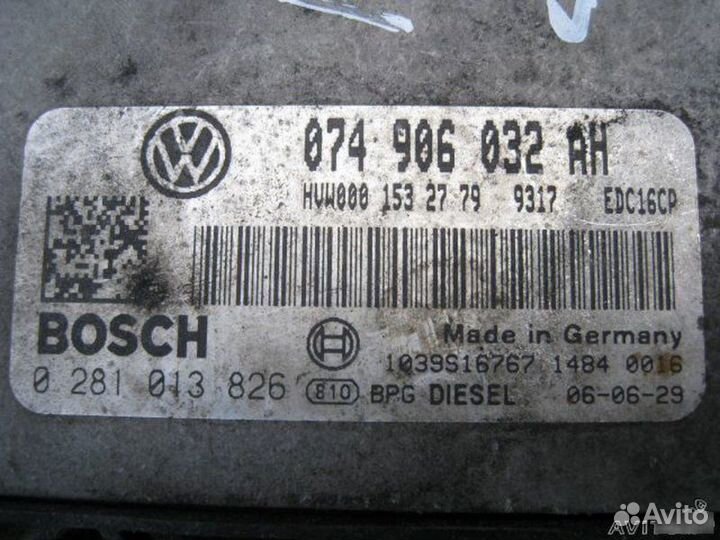 074 906 032 AH
HVW000 153 27 79 9317 EDC16CP
BOSCH
Made in Germany
1039S16767 1484 0016
0 281 013 826
810 BPG DIESEL 06-06-29
Avito